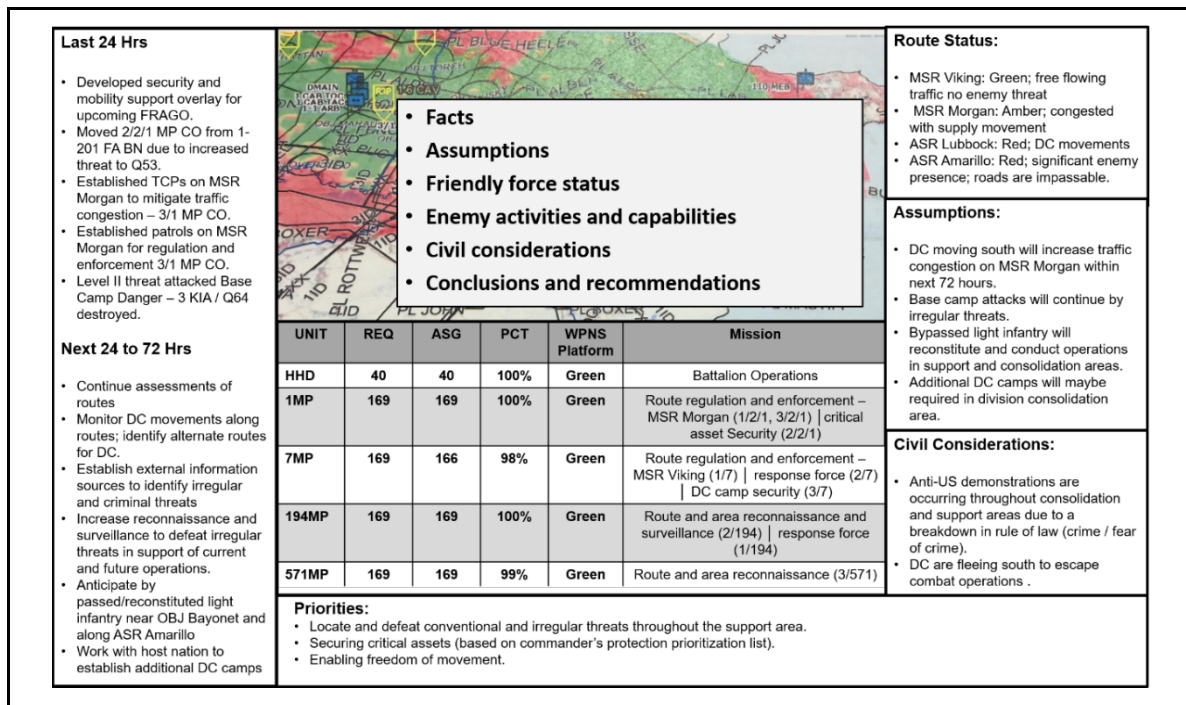 Last 24 Hrs
• Developed security and
mobility support overlay for
upcoming FRAGO.
• Moved 2/2/1 MP CO from 1-
201 FA BN due to increased
threat to Q53.
• Established TCPs on MSR
Morgan to mitigate traffic
congestion – 3/1 MP CO.
• Established patrols on MSR
Morgan for regulation and
enforcement 3/1 MP CO.
• Level II threat attacked Base
Camp Danger – 3 KIA / Q64
destroyed.
Next 24 to 72 Hrs
• Continue assessments of
routes
• Monitor DC movements along
routes; identify alternate routes
for DC.
• Establish external information
sources to identify irregular
and criminal threats
• Increase reconnaissance and
surveillance to defeat irregular
threats in support of current
and future operations.
• Anticipate by
passed/reconstituted light
infantry near OBJ Bayonet and
along ASR Amarillo
• Work with host nation to
establish additional DC camps
PL BLUE HEELER
DMAIN
110 MEB
BOXER
PL ROTTWE
1ID
PL JOHN
• Facts
• Assumptions
• Friendly force status
• Enemy activities and capabilities
• Civil considerations
• Conclusions and recommendations
UNIT REQ ASG PCT WPNS Mission
Platform
HHD 40 40 100% Green Battalion Operations
1MP 169 169 100% Green Route regulation and enforcement –
MSR Morgan (1/2/1, 3/2/1) | critical
asset Security (2/2/1)
7MP 169 166 98% Green Route regulation and enforcement –
MSR Viking (1/7) | response force (2/7)
| DC camp security (3/7)
194MP 169 169 100% Green Route and area reconnaissance and
surveillance (2/194) | response force
(1/194)
571MP 169 169 99% Green Route and area reconnaissance (3/571)
Priorities:
• Locate and defeat conventional and irregular threats throughout the support area.
• Securing critical assets (based on commander's protection prioritization list).
• Enabling freedom of movement.
Route Status:
• MSR Viking: Green; free flowing
traffic no enemy threat
• MSR Morgan: Amber; congested
with supply movement
• ASR Lubbock: Red; DC movements
• ASR Amarillo: Red; significant enemy
presence; roads are impassable.
Assumptions:
• DC moving south will increase traffic
congestion on MSR Morgan within
next 72 hours.
• Base camp attacks will continue by
irregular threats.
• Bypassed light infantry will
reconstitute and conduct operations
in support and consolidation areas.
• Additional DC camps will maybe
required in division consolidation
area.
Civil Considerations:
• Anti-US demonstrations are
occurring throughout consolidation
and support areas due to a
breakdown in rule of law (crime / fear
of crime).
• DC are fleeing south to escape
combat operations .